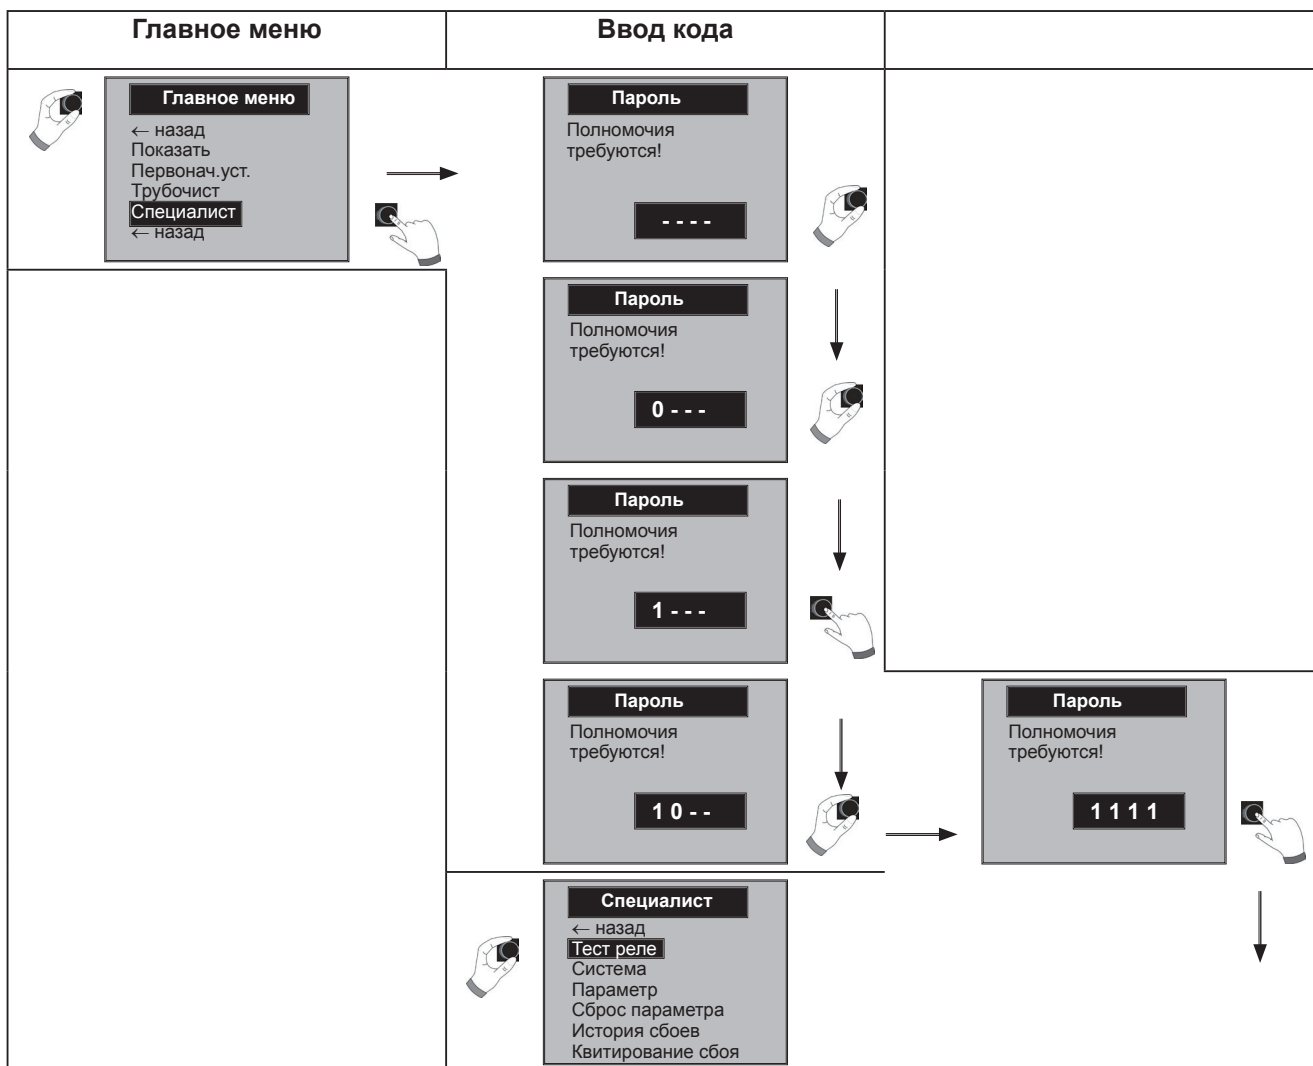 Главное меню
Ввод кода
Главное меню
← назад
Показать
Первонач.уст.
Трубочист
Специалист
← назад
Пароль
Полномочия
требуются!
- - - -
Пароль
Полномочия
требуются!
0 - - -
Пароль
Полномочия
требуются!
1 - - -
Пароль
Полномочия
требуются!
1 0 - -
Пароль
Полномочия
требуются!
1 1 1 1
Специалист
← назад
Тест реле
Система
Параметр
Сброс параметра
История сбоев
Квитирование сбоя